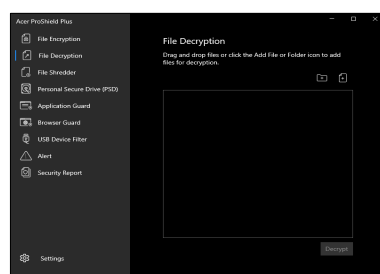 Acer ProShield Plus
File Encryption
File Decryption
File Shredder
Personal Secure Drive (PSD)
Application Guard
Browser Guard
USB Device Filter
Alert
Security Report
Settings
File Decryption
Drag and drop files or click the Add File or Folder icon to add
files for decryption.
Decrypt